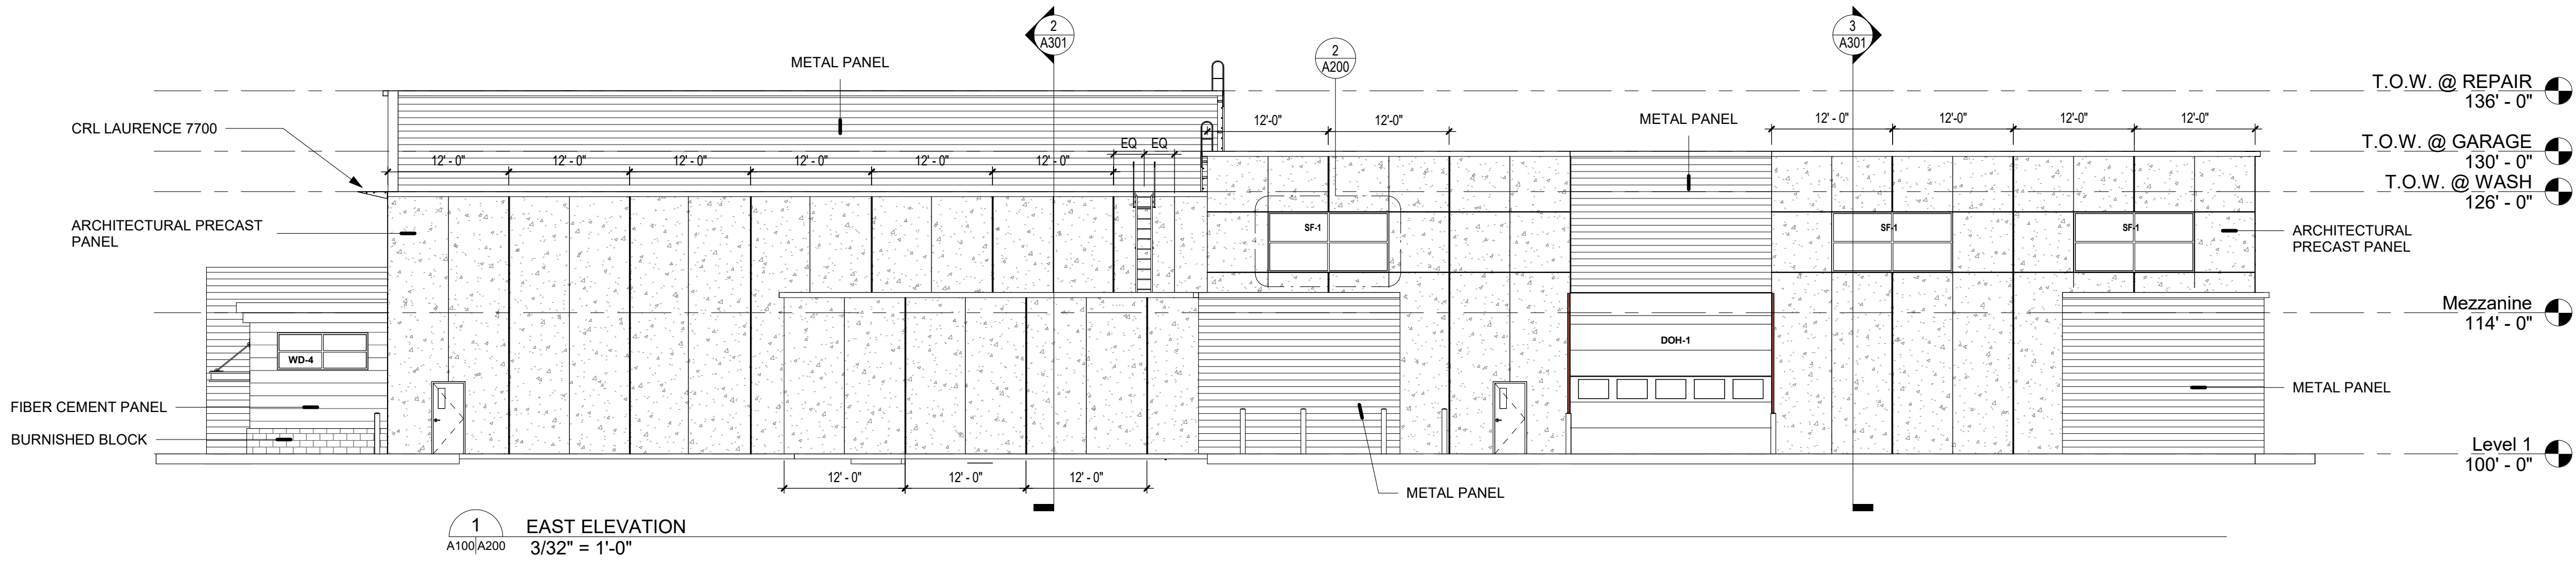 2
A301
3
A301
2
A200
METAL PANEL
T.O.W. @ REPAIR
136' - 0"
CRL LAURENCE 7700
12'-0"
12'-0"
METAL PANEL
12' - 0"
12'-0"
12'-0"
12'-0"
T.O.W. @ GARAGE
130' - 0"
EQ
EQ
12' - 0"
12' - 0"
12' - 0"
12' - 0"
12' - 0"
12' - 0"
T.O.W. @ WASH
126' - 0"
ARCHITECTURAL PRECAST
PANEL
SF-1
SF-1
SF-1
ARCHITECTURAL
PRECAST PANEL
Mezzanine
114' - 0"
WD-4
DOH-1
METAL PANEL
FIBER CEMENT PANEL
BURNISHED BLOCK
Level 1
100' - 0"
12' - 0"
12' - 0"
12' - 0"
METAL PANEL
1
A100
A200
EAST ELEVATION
3/32" = 1'-0"